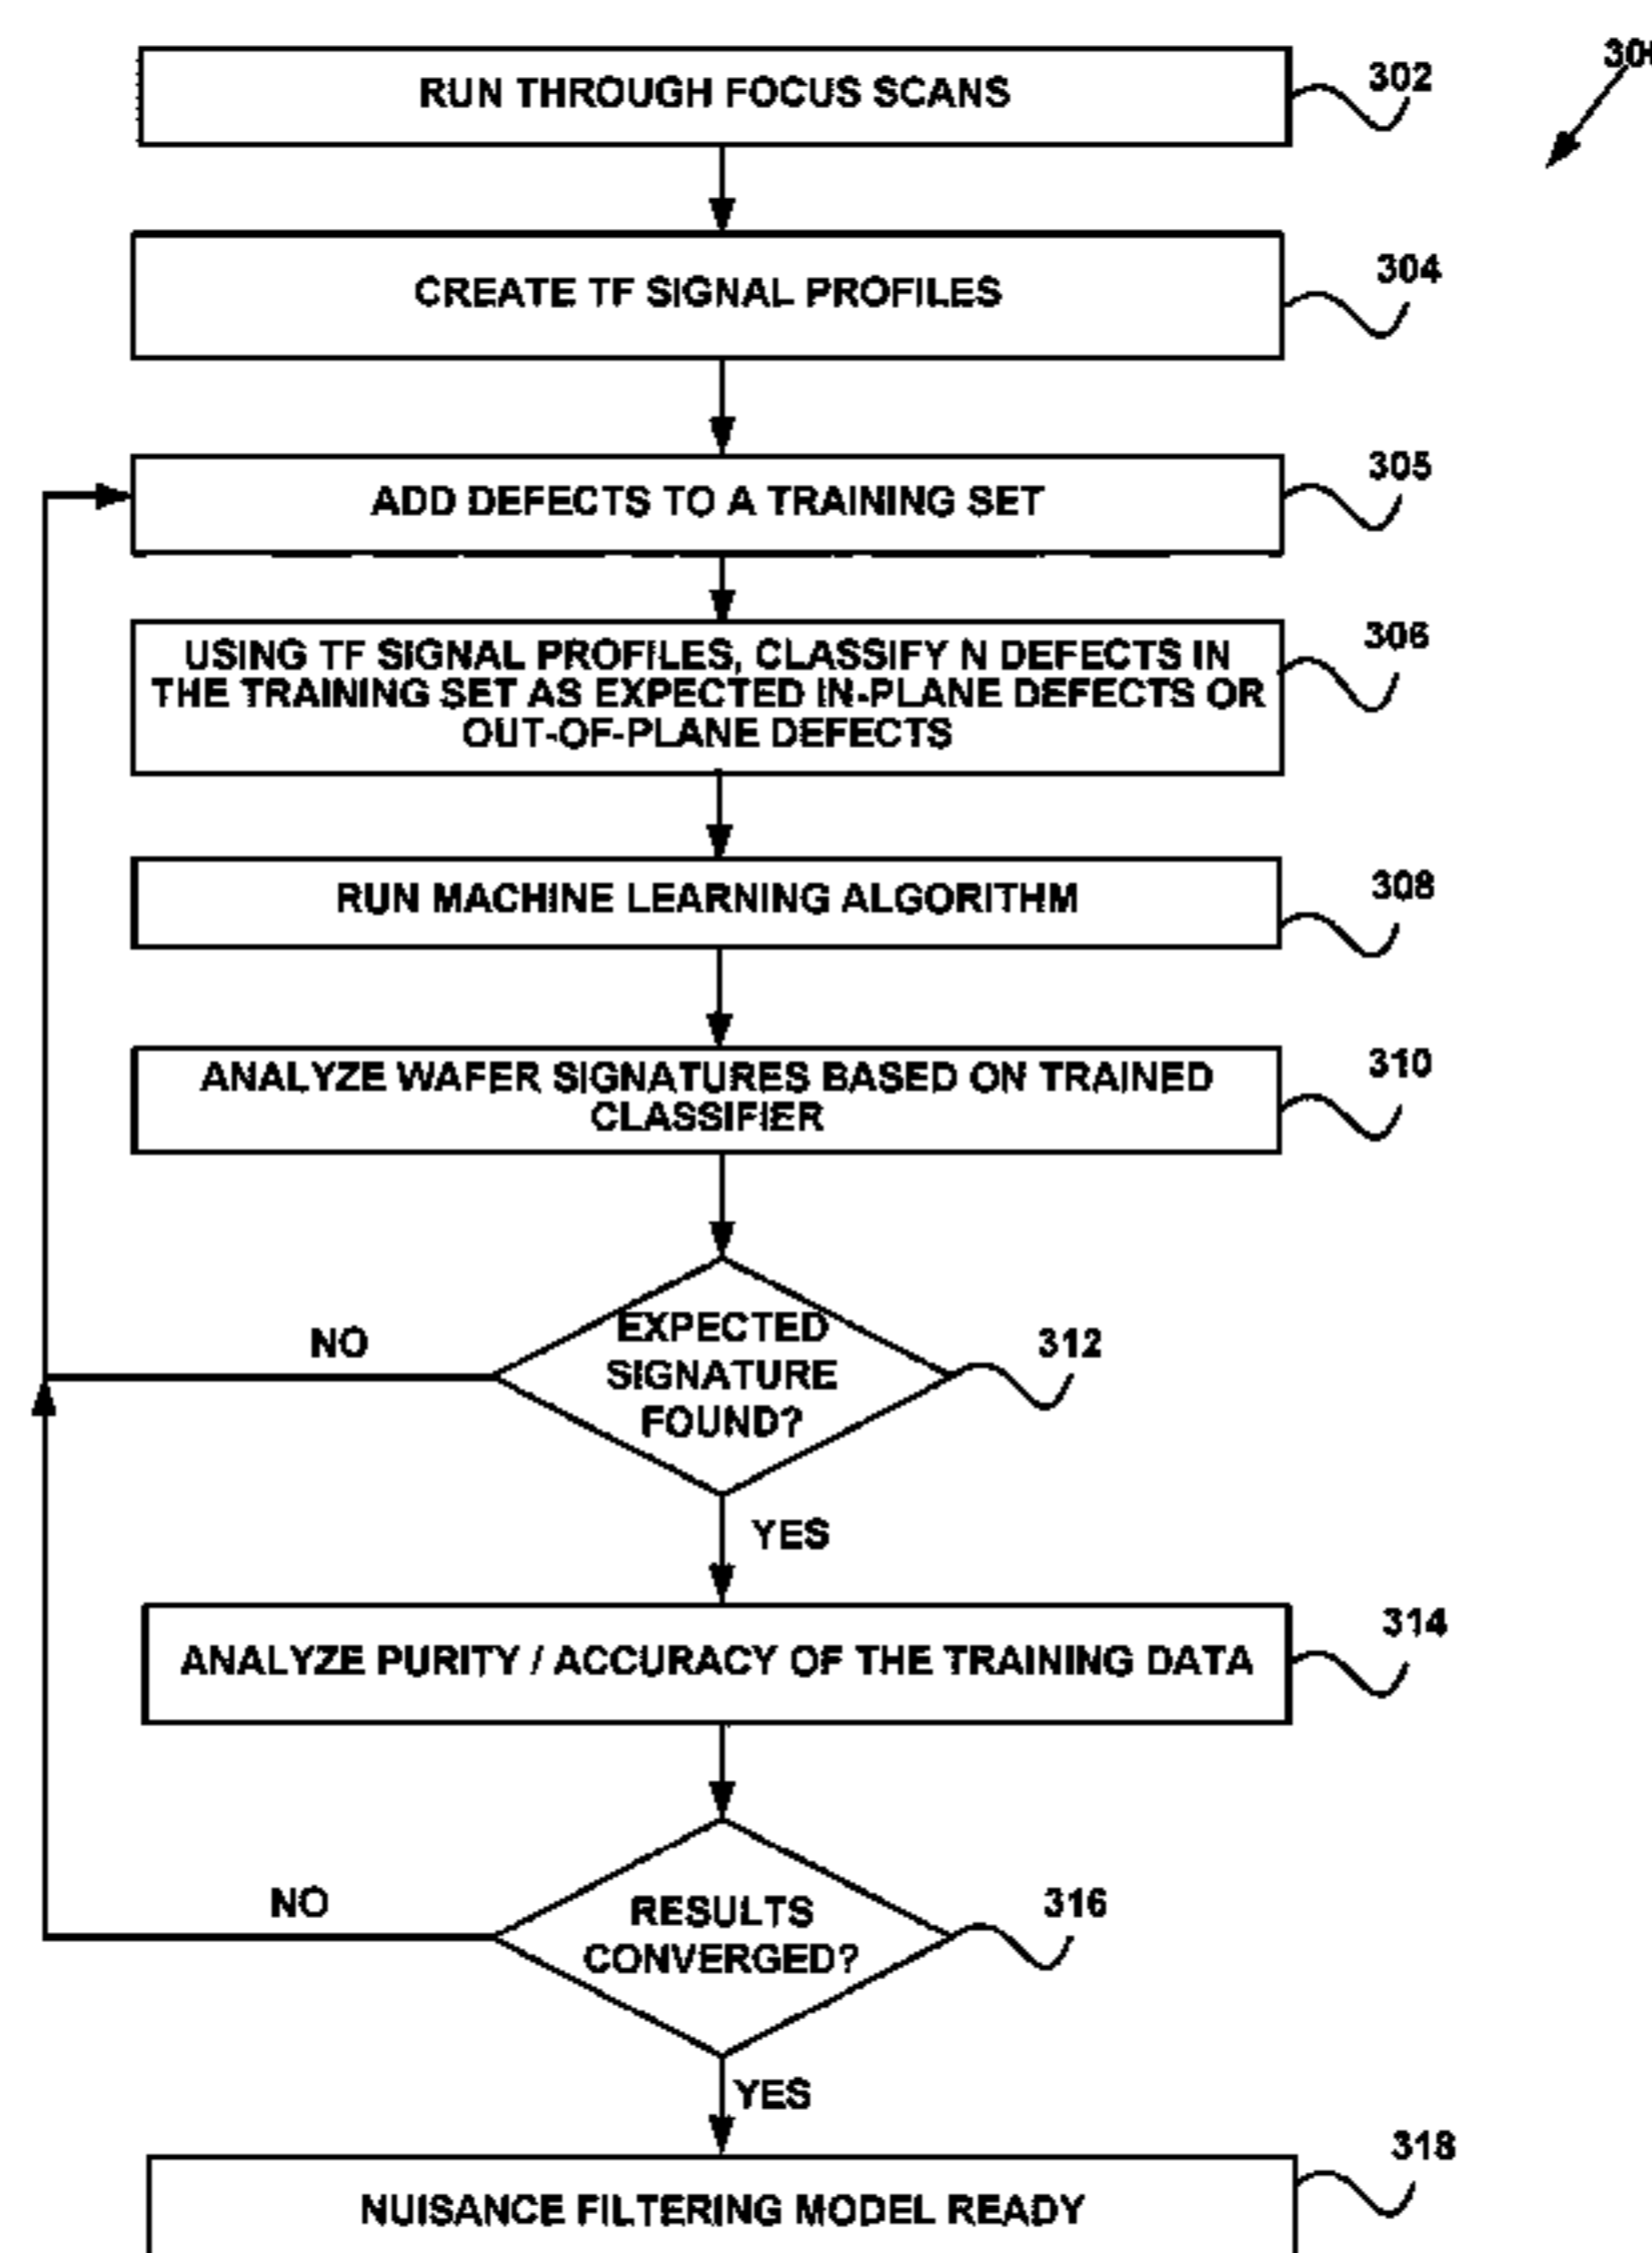 RUN THROUGH FOCUS SCANS
302
CREATE TF SIGNAL PROFILES
304
ADD DEFECTS TO A TRAINING SET
305
USING TF SIGNAL PROFILES, CLASSIFY N DEFECTS IN
THE TRAINING SET AS EXPECTED IN-PLANE DEFECTS OR
OUT-OF-PLANE DEFECTS
306
RUN MACHINE LEARNING ALGORITHM
308
ANALYZE WAFER SIGNATURES BASED ON TRAINED
CLASSIFIER
310
NO
EXPECTED
SIGNATURE
FOUND?
312
YES
ANALYZE PURITY / ACCURACY OF THE TRAINING DATA
314
NO
RESULTS
CONVERGED?
316
YES
NUISANCE FILTERING MODEL READY
318